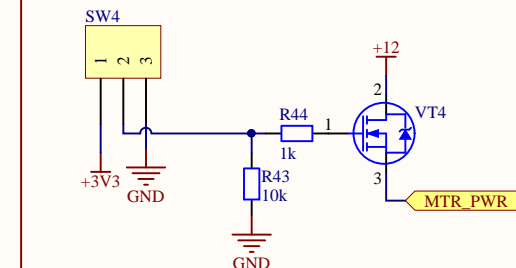 SW4
1 2 3
+3V3
GND
R43
10k
GND
R44
1k
+12
1
2
3
VT4
MTR_PWR